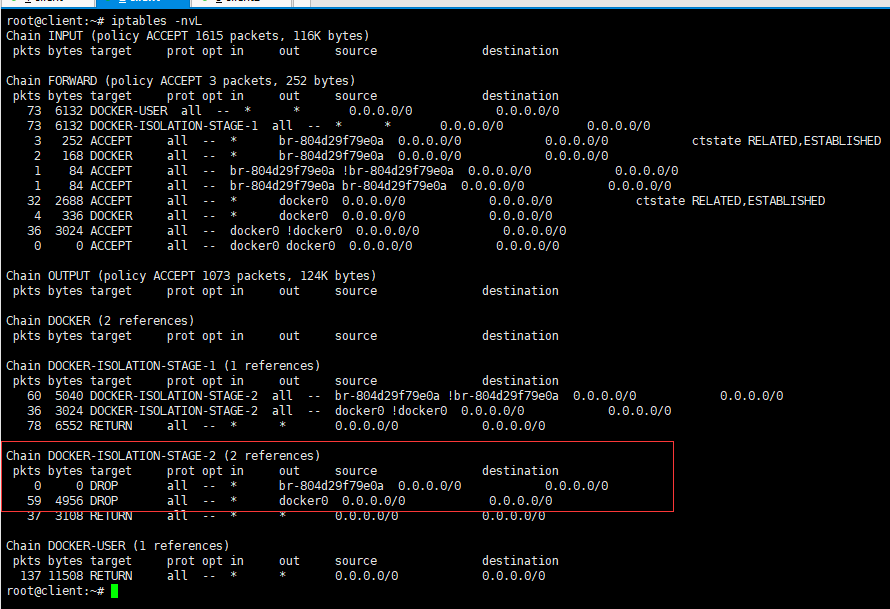 root@client:~# iptables -nvL
Chain INPUT (policy ACCEPT 1615 packets, 116K bytes)
 pkts bytes target     prot opt in     out     source               destination

Chain FORWARD (policy ACCEPT 3 packets, 252 bytes)
 pkts bytes target     prot opt in     out     source               destination
   73  6132 DOCKER-USER  all  --  *      *       0.0.0.0/0            0.0.0.0/0
   73  6132 DOCKER-ISOLATION-STAGE-1  all  --  *      *       0.0.0.0/0            0.0.0.0/0
    3   252 ACCEPT     all  --  *      br-804d29f79e0a  0.0.0.0/0            0.0.0.0/0            ctstate RELATED,ESTABLISHED
    2   168 DOCKER     all  --  *      br-804d29f79e0a  0.0.0.0/0            0.0.0.0/0
    1    84 ACCEPT     all  --  br-804d29f79e0a !br-804d29f79e0a  0.0.0.0/0            0.0.0.0/0
    1    84 ACCEPT     all  --  br-804d29f79e0a br-804d29f79e0a  0.0.0.0/0            0.0.0.0/0
   32  2688 ACCEPT     all  --  *      docker0  0.0.0.0/0            0.0.0.0/0            ctstate RELATED,ESTABLISHED
    4   336 DOCKER     all  --  *      docker0  0.0.0.0/0            0.0.0.0/0
   36  3024 ACCEPT     all  --  docker0 !docker0  0.0.0.0/0            0.0.0.0/0
    0     0 ACCEPT     all  --  docker0 docker0  0.0.0.0/0            0.0.0.0/0

Chain OUTPUT (policy ACCEPT 1073 packets, 124K bytes)
 pkts bytes target     prot opt in     out     source               destination

Chain DOCKER (2 references)
 pkts bytes target     prot opt in     out     source               destination

Chain DOCKER-ISOLATION-STAGE-1 (1 references)
 pkts bytes target     prot opt in     out     source               destination
   60  5040 DOCKER-ISOLATION-STAGE-2  all  --  br-804d29f79e0a !br-804d29f79e0a  0.0.0.0/0            0.0.0.0/0
   36  3024 DOCKER-ISOLATION-STAGE-2  all  --  docker0 !docker0  0.0.0.0/0            0.0.0.0/0
   78  6552 RETURN     all  --  *      *       0.0.0.0/0            0.0.0.0/0

Chain DOCKER-ISOLATION-STAGE-2 (2 references)
 pkts bytes target     prot opt in     out     source               destination
    0     0 DROP       all  --  *      br-804d29f79e0a  0.0.0.0/0            0.0.0.0/0
   59  4956 DROP       all  --  *      docker0  0.0.0.0/0            0.0.0.0/0
   37  3108 RETURN     all  --  *      *       0.0.0.0/0            0.0.0.0/0

Chain DOCKER-USER (1 references)
 pkts bytes target     prot opt in     out     source               destination
  137 11508 RETURN     all  --  *      *       0.0.0.0/0            0.0.0.0/0
root@client:~#